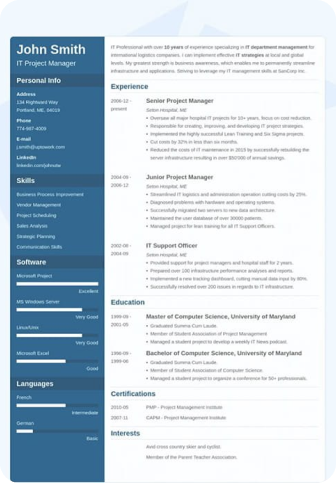 John Smith
IT Project Manager
Personal Info
Address
134 Rightward Way
Portland, ME, 04019
Phone
774-987-4009
E-mail
j.smith@uptowork.com
LinkedIn
linkedin.com/johnutw
Skills
Business Process Improvement
Vendor Management
Project Scheduling
Sales Analysis
Strategic Planning
Communication Skills
Software
Microsoft Project
Excellent
MS Windows Server
Very Good
Linux/Unix
Very Good
Microsoft Excel
Good
Languages
French
Intermediate
German
Basic
IT Professional with over 10 years of experience specializing in IT department management for
international logistics companies. I can implement effective IT strategies at local and global
levels. My greatest strength is business awareness, which enables me to permanently streamline
infrastructure and applications. Striving to leverage my IT management skills at SanCorp Inc.
Experience
2006-12 -
present
Senior Project Manager
Seton Hospital, ME
• Oversaw all major hospital IT projects for 10+ years, focus on cost reduction.
• Responsible for creating, improving, and developing IT project strategies.
• Implemented the highly successful Lean Training and Six Sigma projects.
• Cut costs by 32% in less than six months.
• Reduced the costs of IT maintenance in 2015 by successfully rebuilding the
server infrastructure resulting in over $50'000 of annual savings.
2004-09 -
2006-12
Junior Project Manager
Seton Hospital, ME
• Streamlined IT logistics and administration operation cutting costs by 25%
• Diagnosed problems with hardware and operating systems.
• Successfully migrated two servers to new data architecture.
• Maintained the user database of over 30000 patients.
• Managed project for lean training for all IT Support Officers.
2002-08 -
2004-09
IT Support Officer
Seton Hospital, ME
• Provided support for project managers and hospital staff for 2 years.
• Prepared over 100 infrastructure performance analyses and reports.
• Implemented a new tracking dashboard, cutting manual data input by 80%.
• Successfully resolved over 200 issues in regards to IT infrastructure.
Education
1999-09 -
2001-05
Master of Computer Science, University of Maryland
• Graduated Summa Cum Laude.
• Member of Student Association of Project Management
• Managed a student project to develop a weekly IT News podcast.
1996-09 -
1999-06
Bachelor of Computer Science, University of Maryland
• Graduated Summa Cum Laude.
• Member of Student Association of Computer Science.
• Managed a student project to organize a conference for 50+ professionals.
Certifications
2010-05
PMP - Project Management Institute
2007-11
CAPM - Project Management Institute
Interests
Avid cross country skier and cyclist.
Member of the Parent Teacher Association.